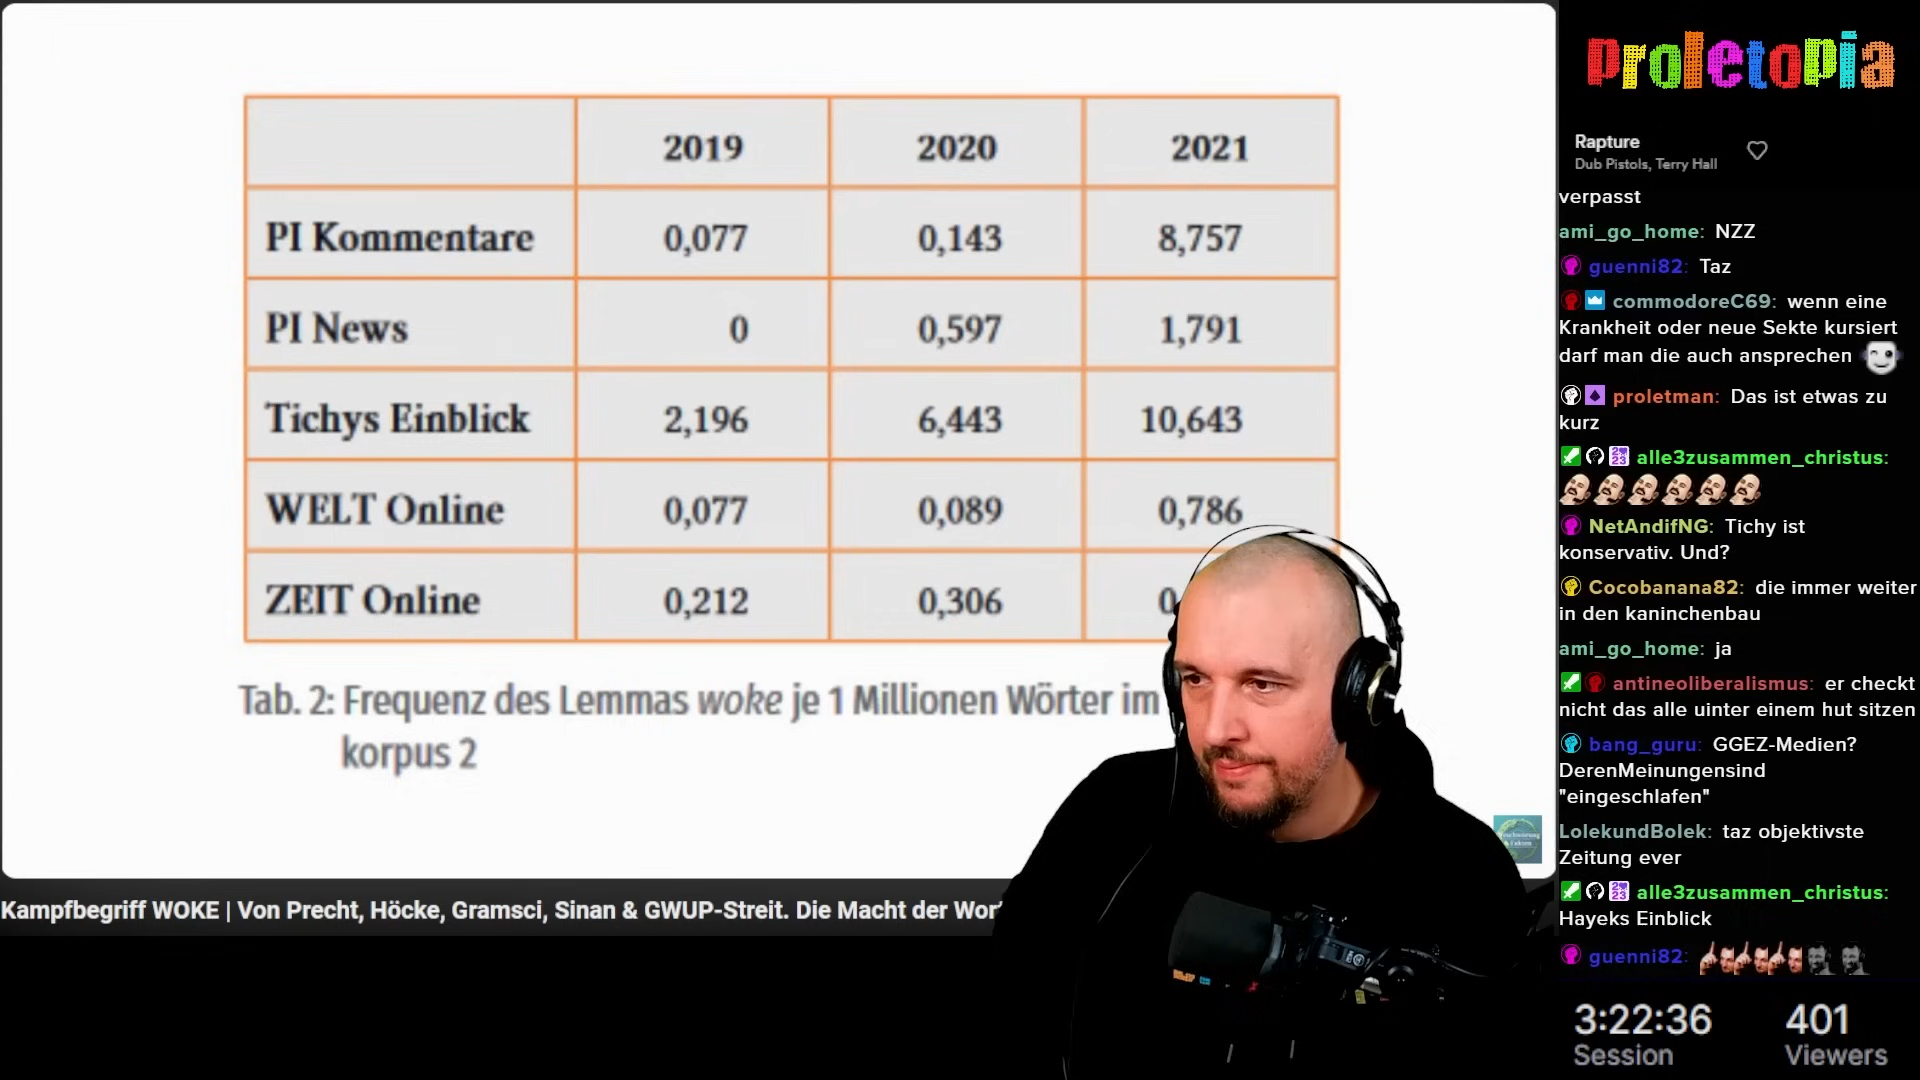 2019 2020 2021
PI Kommentare 0,077 0,143 8,757
PI News 0 0,597 1,791
Tichys Einblick 2,196 6,443 10,643
WELT Online 0,077 0,089 0,786
ZEIT Online 0,212 0,306 0,
Tab. 2: Frequenz des Lemmas woke je 1 Millionen Wörter im
korpus 2
Kampfbegriff WOKE | Von Precht, Höcke, Gramsci, Sinan & GWUP-Streit. Die Macht der Wor
Proletopia
Rapture
Dub Pistols, Terry Hall
verpasst
ami_go_home: NZZ
guenni82: Taz
commodoreC69: wenn eine
Krankheit oder neue Sekte kursiert
darf man die auch ansprechen
proletman: Das ist etwas zu
kurz
alle3zusammen_christus:
NetAndifNG: Tichy ist
konservativ. Und?
Cocobanana82: die immer weiter
in den kaninchenbau
ami_go_home: ja
antineoliberalismus: er checkt
nicht das alle uinter einem hut sitzen
bang_guru: GGEZ-Medien?
DerenMeinungensind
"eingeschlafen"
LolekundBolek: taz objektivste
Zeitung ever
alle3zusammen_christus:
Hayeks Einblick
guenni82:
3:22:36 401
Session Viewers